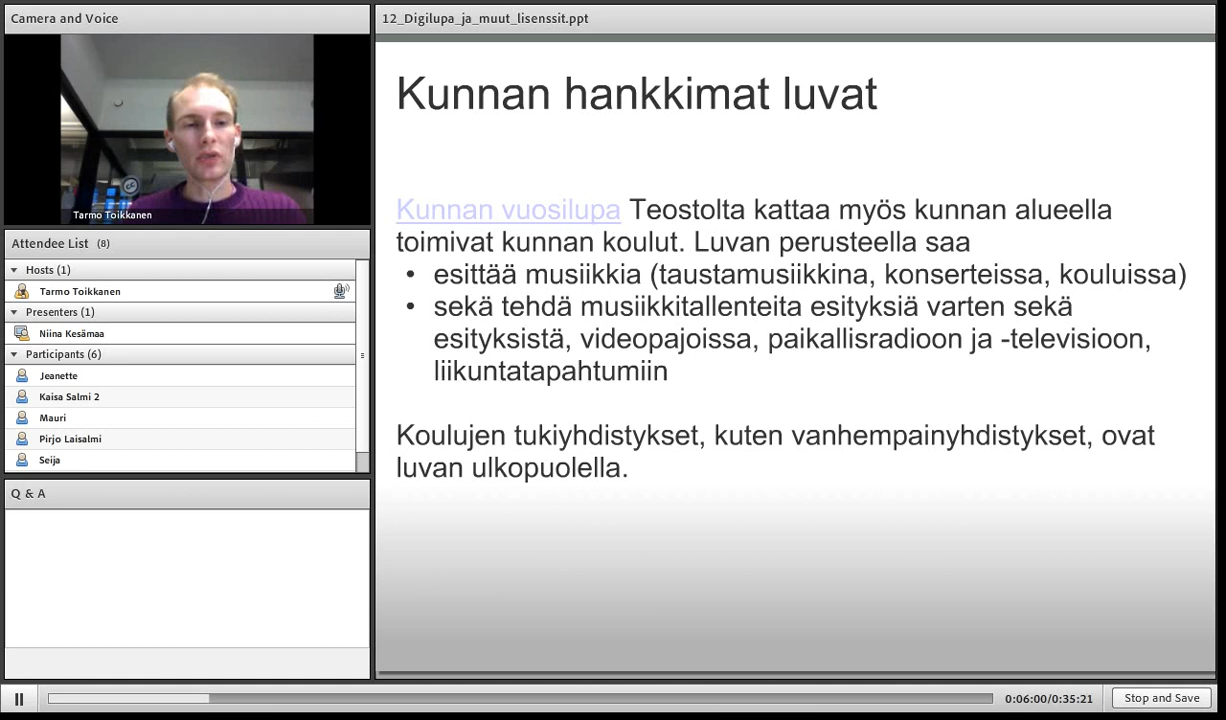 Camera and Voice
Tarmo Toikkanen
Attendee List (8)
Hosts (1)
Tarmo Toikkanen
Presenters (1)
Niina Kesämaa
Participants (6)
Jeanette
Kaisa Salmi 2
Mauri
Pirjo Laisalmi
Seija
Q & A
12_Digilupa_ja_muut_lisenssit.ppt
Kunnan hankkimat luvat
Kunnan vuosilupa Teostolta kattaa myös kunnan alueella
toimivat kunnan koulut. Luvan perusteella saa
• esittää musiikkia (taustamusiikkina, konserteissa, kouluissa)
• sekä tehdä musiikkitallenteita esityksiä varten sekä
esityksistä, videopajoissa, paikallisradioon ja -televisioon,
liikuntatapahtumiin
Koulujen tukiyhdistykset, kuten vanhempainyhdistykset, ovat
luvan ulkopuolella.
0:06:00/0:35:21
Stop and Save